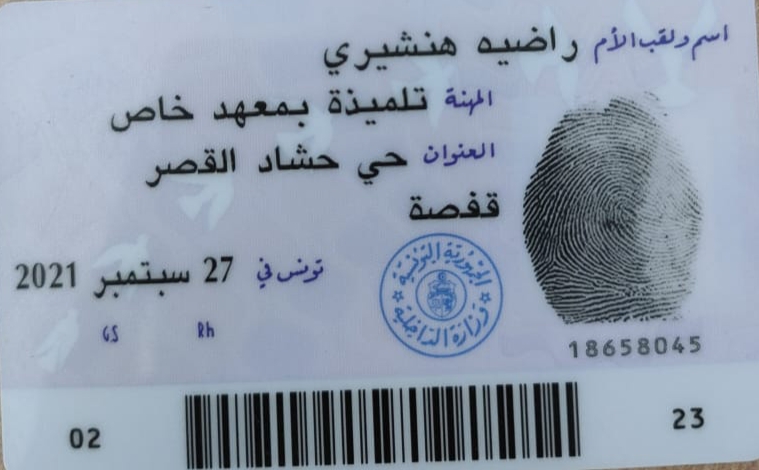 اسم ولقب الأم راضيه هنشيري
المهنة تلميذة بمعهد خاص
العنوان حي حشاد القصر
قفصة
تونس في 27 سبتمبر 2021
الجمهورية التونسية
وزارة الداخلية
GS Rh
18658045
02 23